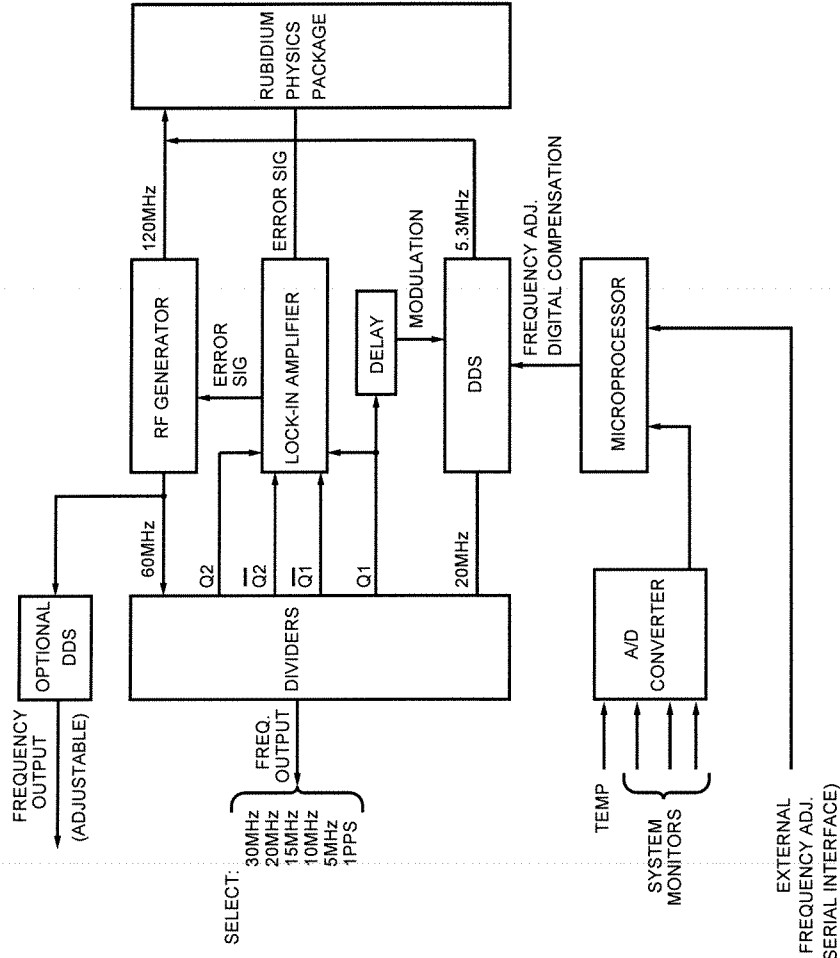 FREQUENCY
OUTPUT
(ADJUSTABLE)
OPTIONAL
DDS
SELECT:
30MHz
20MHz
15MHz
10MHz
5MHz
1PPS
FREQ.
OUTPUT
DIVIDERS
60MHz
Q2
Q̅2̅
Q̅1̅
Q1
20MHz
RF GENERATOR
120MHz
ERROR
SIG
LOCK-IN AMPLIFIER
ERROR SIG
DELAY
MODULATION
DDS
5.3MHz
RUBIDIUM
PHYSICS
PACKAGE
FREQUENCY ADJ.
DIGITAL COMPENSATION
TEMP
SYSTEM
MONITORS
A/D
CONVERTER
MICROPROCESSOR
EXTERNAL
FREQUENCY ADJ.
SERIAL INTERFACE)